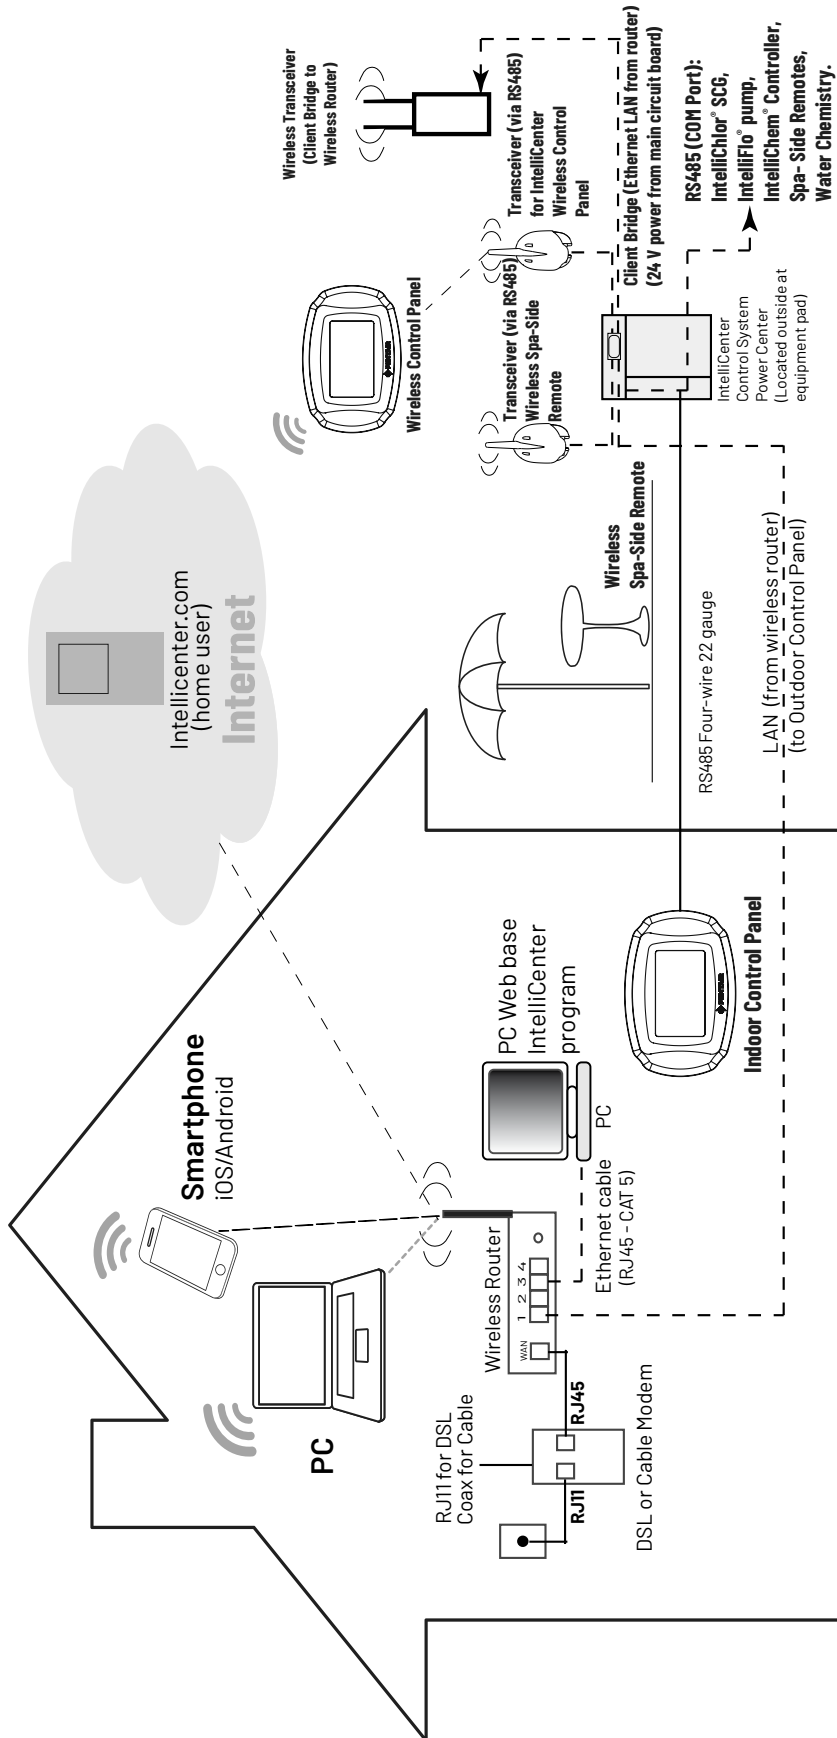 Intellicenter.com
(home user)
Internet
Smartphone
iOS/Android
PC
Wireless Router
WAN
1 2 3 4
RJ11 for DSL
Coax for Cable
RJ11
RJ45
DSL or Cable Modem
Ethernet cable
(RJ45 - CAT 5)
PC Web base
IntelliCenter
program
PC
PENTAIR
Indoor Control Panel
RS485 Four-wire 22 gauge
LAN (from wireless router)
(to Outdoor Control Panel)
Wireless
Spa-Side Remote
PENTAIR
Wireless Control Panel
Transceiver (via RS485)
Wireless Spa-Side
Remote
Transceiver (via RS485)
for IntelliCenter
Wireless Control
Panel
Wireless Transceiver
(Client Bridge to
Wireless Router)
Client Bridge (Ethernet LAN from router)
(24 V power from main circuit board)
IntelliCenter
Control System
Power Center
(Located outside at
equipment pad)
RS485 (COM Port):
IntelliChlor® SCG,
IntelliFlo® pump,
IntelliChem® Controller,
Spa- Side Remotes,
Water Chemistry.